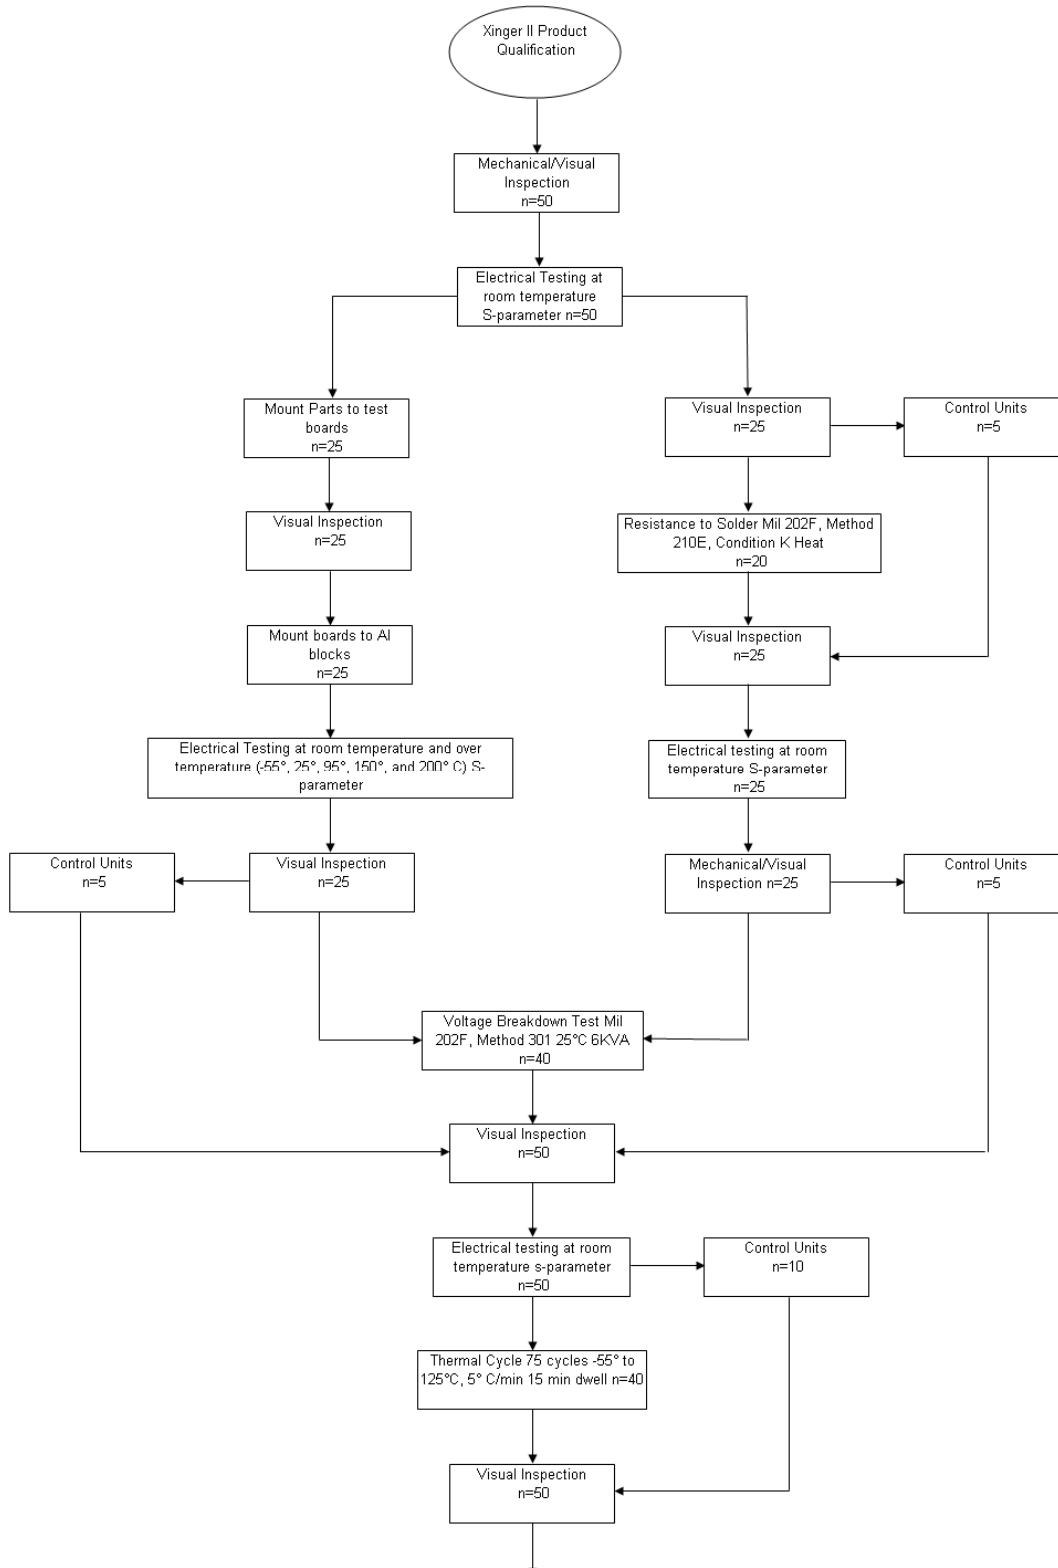 Xinger II Product
Qualification
Mechanical/Visual
Inspection
n=50
Electrical Testing at
room temperature
S-parameter n=50
Mount Parts to test
boards
n=25
Visual Inspection
n=25
Control Units
n=5
Visual Inspection
n=25
Resistance to Solder Mil 202F, Method
210E, Condition K Heat
n=20
Mount boards to Al
blocks
n=25
Visual Inspection
n=25
Electrical Testing at room temperature and over
temperature (-55°, 25°, 95°, 150°, and 200° C) S-
parameter
Electrical testing at room
temperature S-parameter
n=25
Control Units
n=5
Visual Inspection
n=25
Mechanical/Visual
Inspection n=25
Control Units
n=5
Voltage Breakdown Test Mil
202F, Method 301 25°C 6KVA
n=40
Visual Inspection
n=50
Electrical testing at room
temperature s-parameter
n=50
Control Units
n=10
Thermal Cycle 75 cycles -55° to
125°C, 5° C/min 15 min dwell n=40
Visual Inspection
n=50